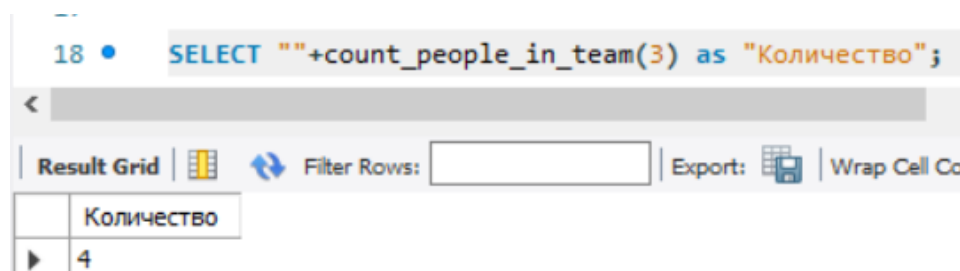 18 SELECT ""+count_people_in_team(3) as "Количество";
Result Grid Filter Rows: Export: Wrap Cell Co
Количество
4